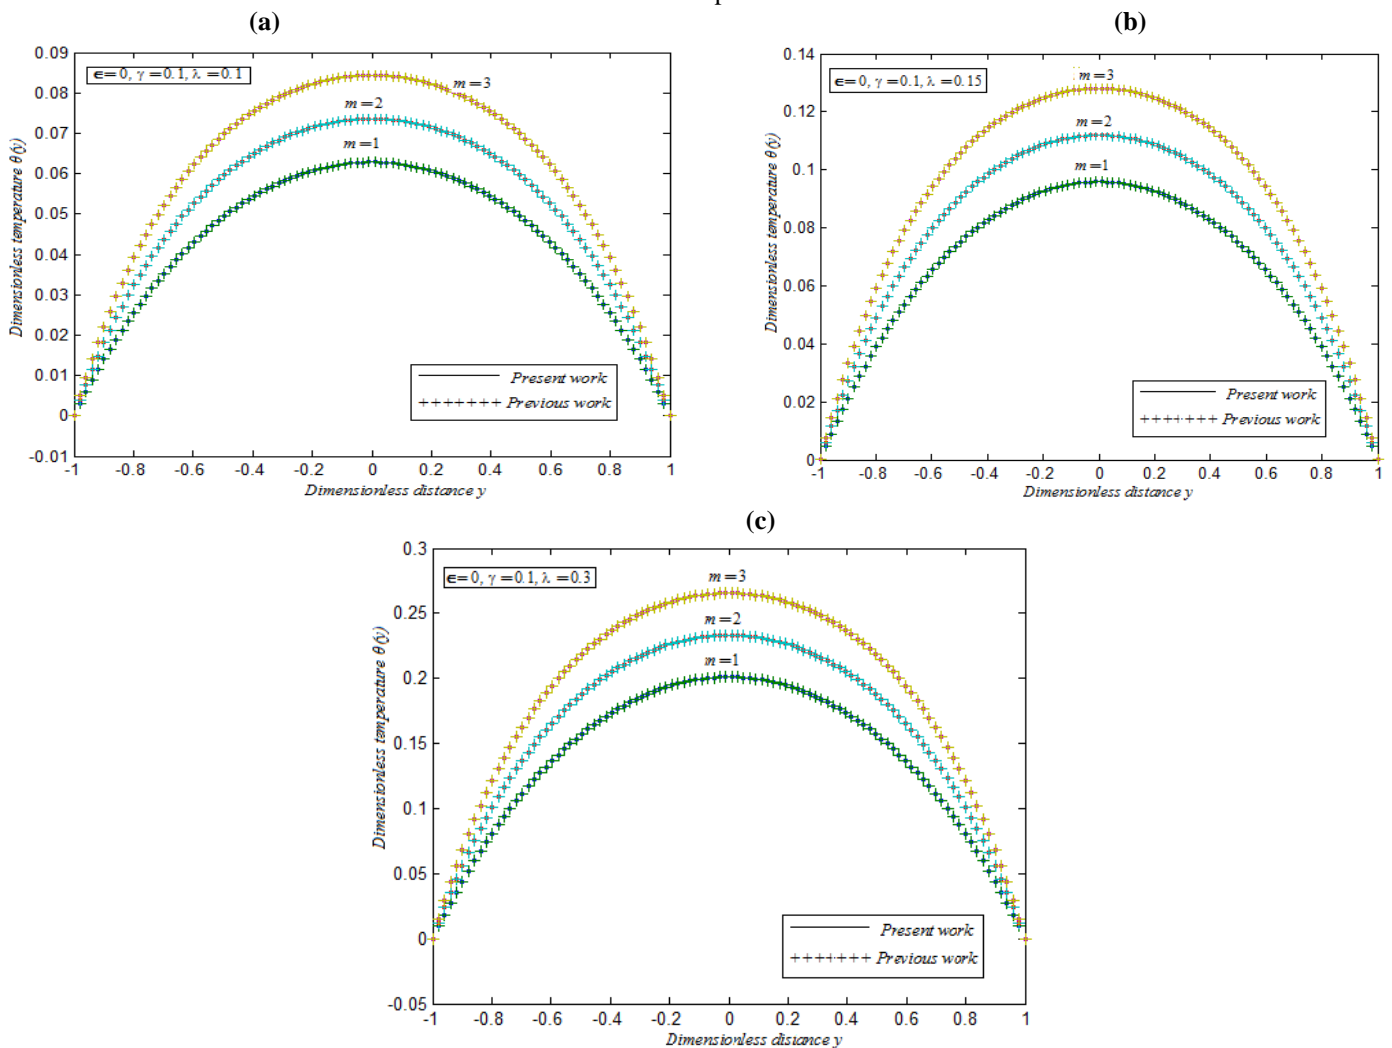 (a)
0.09
0.08
0.07
0.06
0.05
0.04
0.03
0.02
0.01
0
-0.01
-1 -0.8 -0.6 -0.4 -0.2 0 0.2 0.4 0.6 0.8 1
Dimensionless temperature θ(y)
Dimensionless distance y
ϵ=0, γ=0.1, λ=0.1
m=3
m=2
m=1
Present work
+++++++ Previous work
(b)
0.14
0.12
0.1
0.08
0.06
0.04
0.02
0
-1 -0.8 -0.6 -0.4 -0.2 0 0.2 0.4 0.6 0.8 1
Dimensionless temperature θ(y)
Dimensionless distance y
ϵ=0, γ=0.1, λ=0.15
m=3
m=2
m=1
Present work
+++++++ Previous work
(c)
0.3
0.25
0.2
0.15
0.1
0.05
0
-0.05
-1 -0.8 -0.6 -0.4 -0.2 0 0.2 0.4 0.6 0.8 1
Dimensionless temperature θ(y)
Dimensionless distance y
ϵ=0, γ=0.1, λ=0.3
m=3
m=2
m=1
Present work
+++++++ Previous work